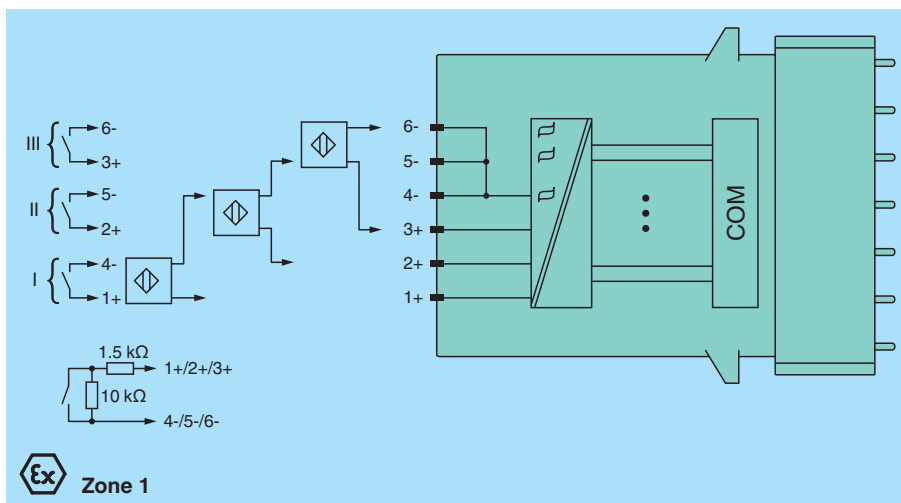 III
6-
3+
II
5-
2+
I
4-
1+
6-
5-
4-
3+
2+
1+
COM
1.5 kΩ
1+/2+/3+
10 kΩ
4-/5-/6-
Ex
Zone 1